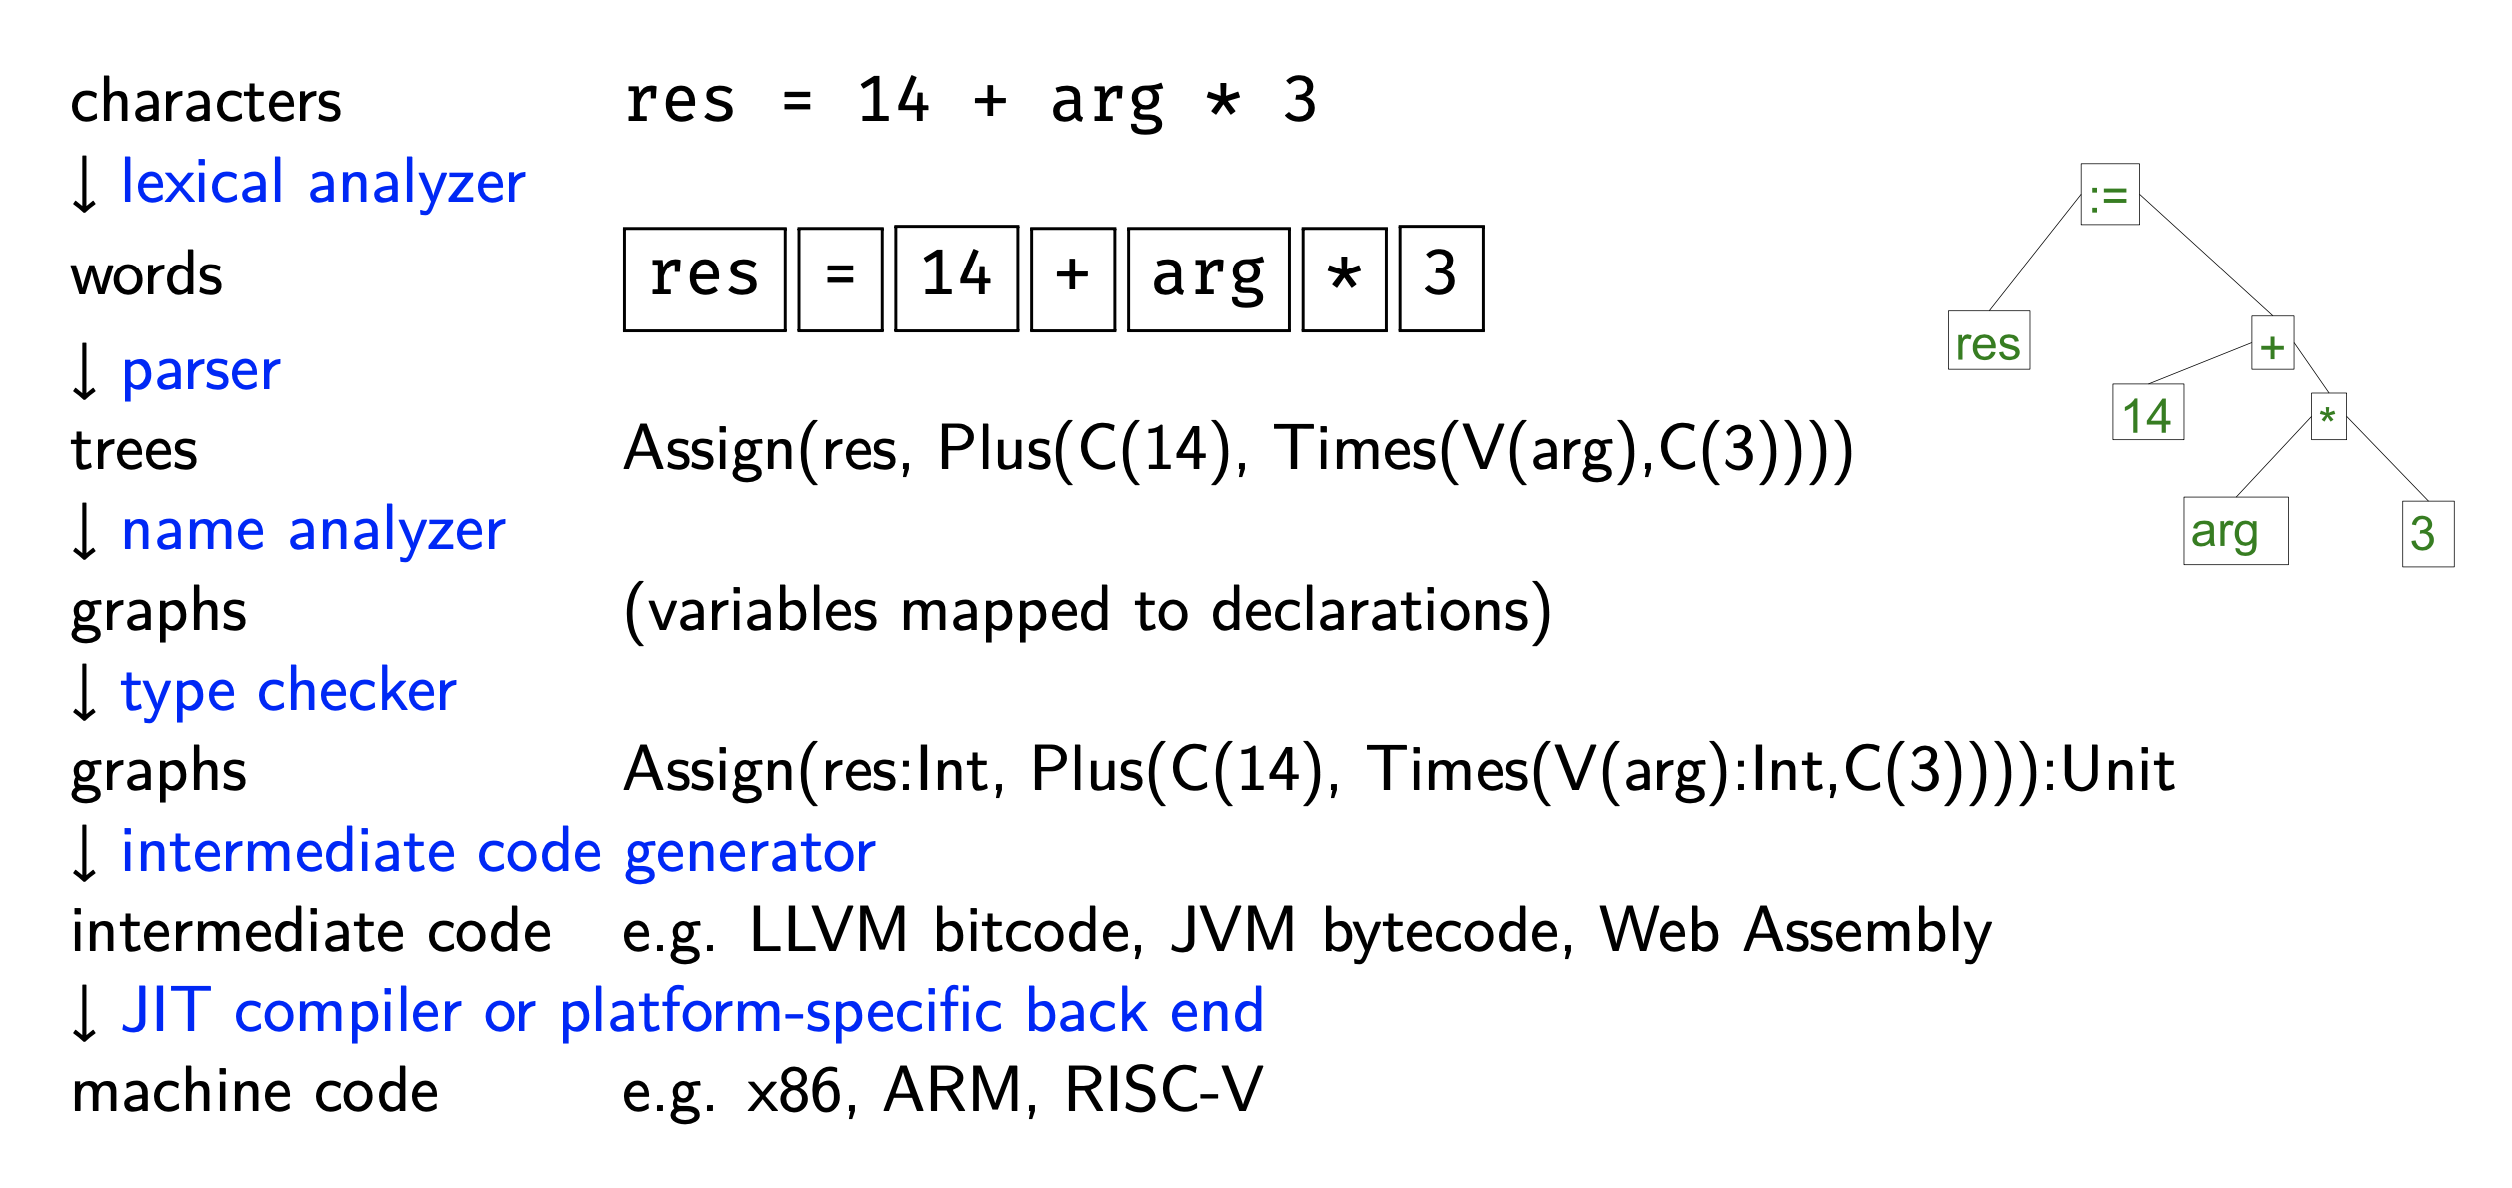 characters res = 14 + arg * 3
↓ lexical analyzer
words res = 14 + arg * 3
↓ parser
trees Assign(res, Plus(C(14), Times(V(arg),C(3))))
↓ name analyzer
graphs (variables mapped to declarations)
↓ type checker
graphs Assign(res:Int, Plus(C(14), Times(V(arg):Int,C(3)))):Unit
↓ intermediate code generator
intermediate code e.g. LLVM bitcode, JVM bytecode, Web Assembly
↓ JIT compiler or platform-specific back end
machine code e.g. x86, ARM, RISC-V
:=
res +
14 *
arg 3